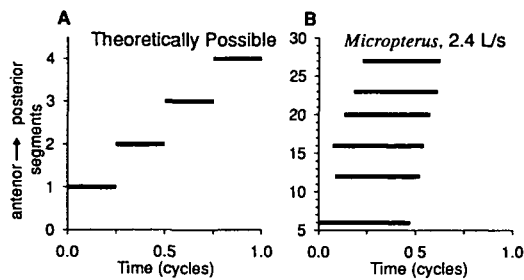 A
Theoretically Possible
4
3
2
1
0
anterior → posterior
segments
0.0 0.5 1.0
Time (cycles)
B
Micropterus, 2.4 L/s
30
25
20
15
10
5
0.0 0.5 1.0
Time (cycles)